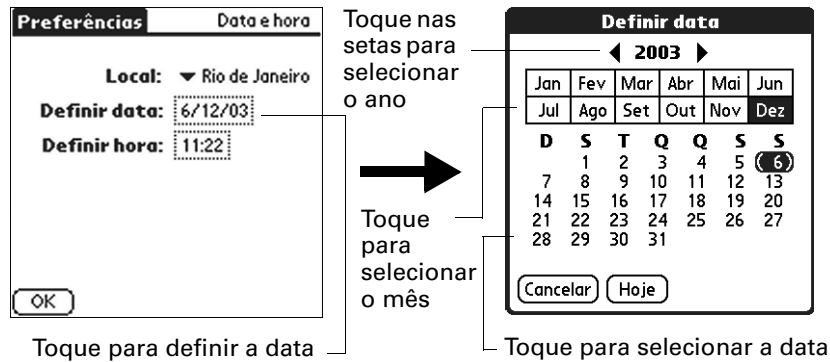 Preferências Data e hora
Local: Rio de Janeiro
Definir data: 6/12/03
Definir hora: 11:22
OK
Toque para definir a data
Toque nas
setas para
selecionar
o ano
Toque
para
selecionar
o mês
Definir data
2003
Jan Fev Mar Abr Mai Jun
Jul Ago Set Out Nov Dez
D S T Q Q S S
1 2 3 4 5 6
7 8 9 10 11 12 13
14 15 16 17 18 19 20
21 22 23 24 25 26 27
28 29 30 31
Cancelar Hoje
Toque para selecionar a data